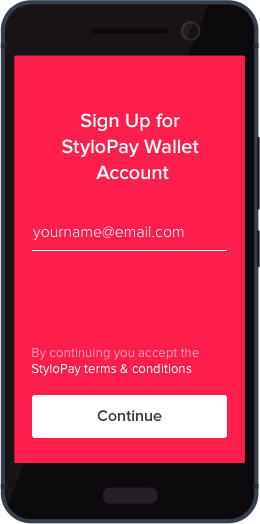 Sign Up for
StyloPay Wallet
Account
yourname@email.com
By continuing you accept the
StyloPay terms & conditions
Continue